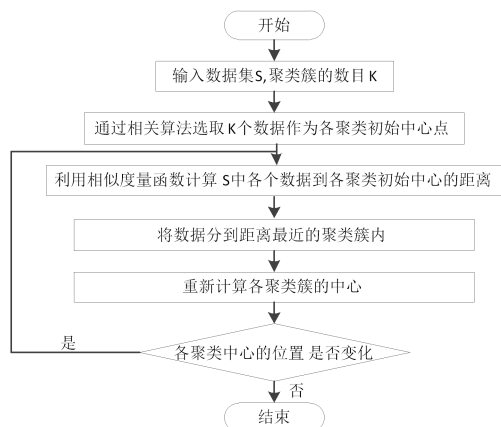 开始
输入数据集S,聚类簇的数目K
通过相关算法选取K个数据作为各聚类初始中心点
利用相似度量函数计算 S中各个数据到各聚类初始中心的距离
将数据分到距离最近的聚类簇内
重新计算各聚类簇的中心
是
各聚类中心的位置 是否变化
否
结束